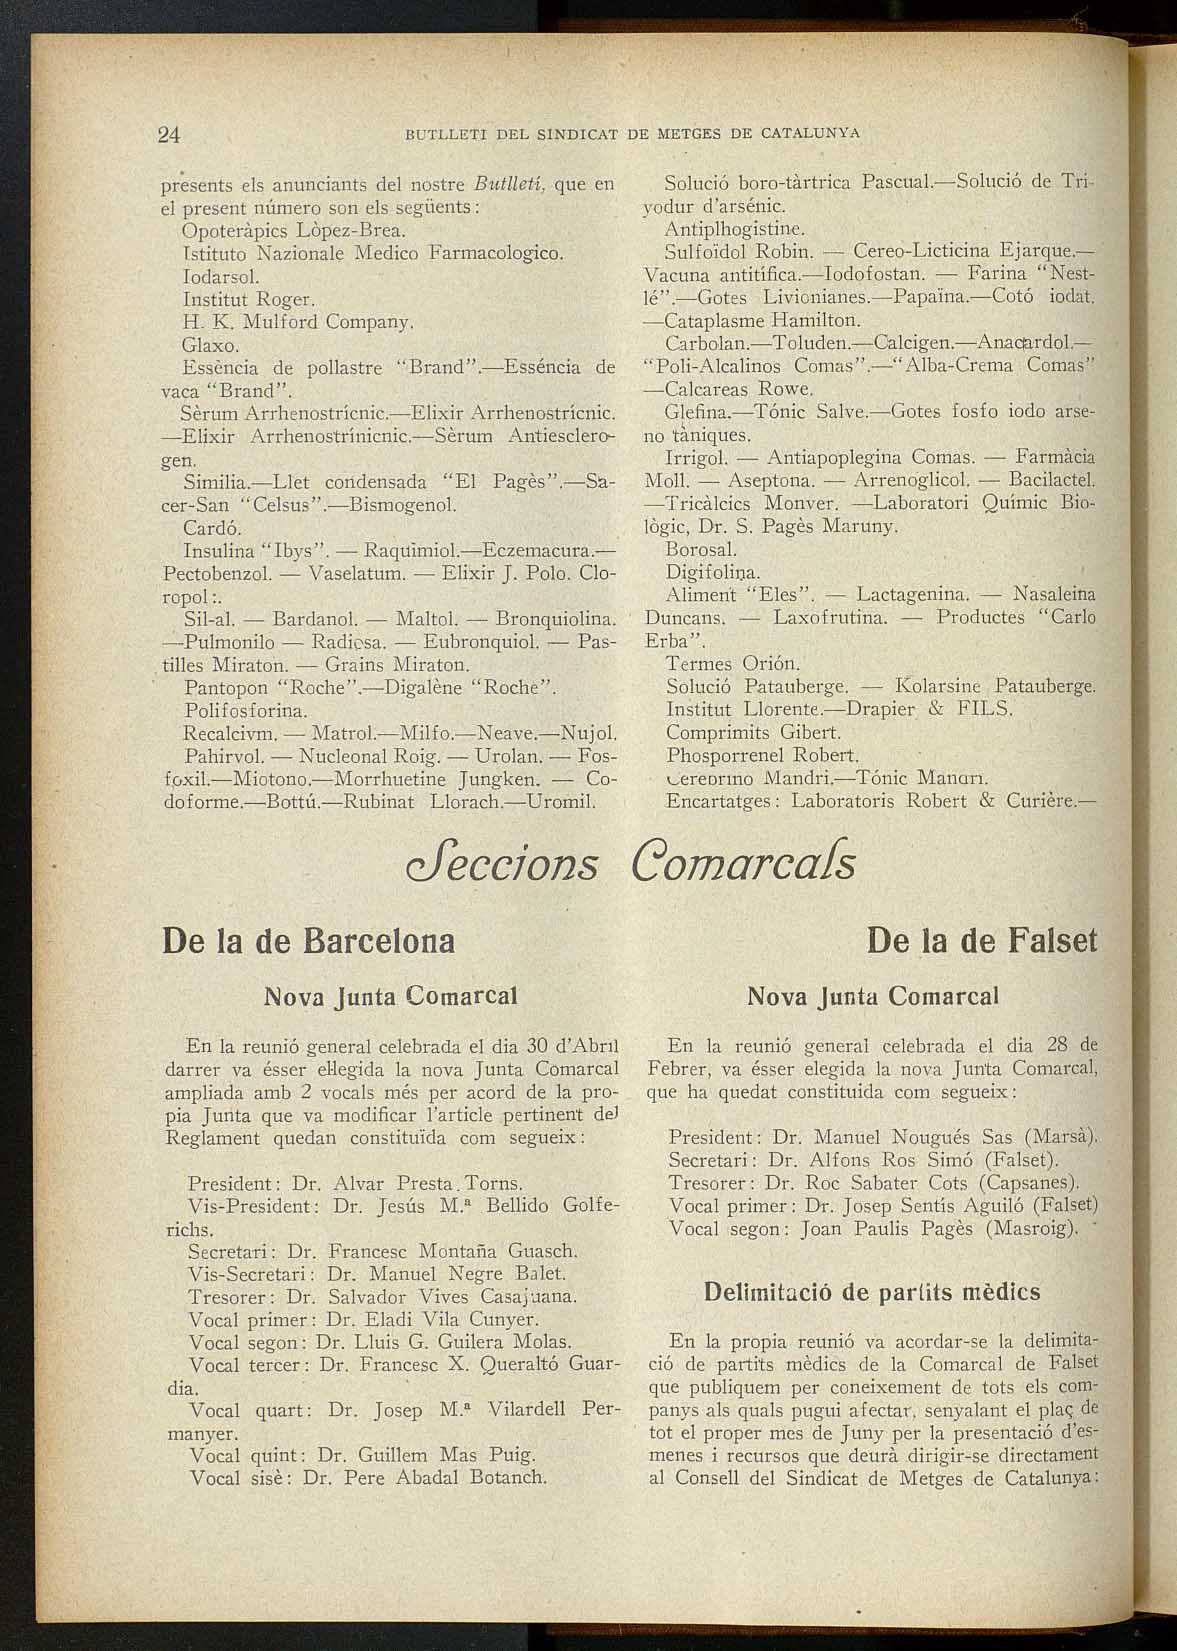 24
BUTLLETI DEL SINDICAT DE METGES DE CATALUNYA
presents els anunciants del nostre Butlletí, que en
el present número son els següents:
Opoteràpics Lòpez-Brea.
Istituto Nazionale Medico Farmacologico.
Iodarsol.
Institut Roger.
H. K. Mulford Company.
Glaxo.
Essència de pollastre “Brand”.—Esséncia de
vaca “Brand”.
Sèrum Arrhenostrícnic.—Elixir Arrhenostrícnic.
—Elixir Arrhenostrínicnic.—Sèrum Antiesclero-
gen.
Similia.—Llet condensada “El Pagès”.—Sa-
cer-San “Celsus”.—Bismogenol.
Cardó.
Insulina “Ibys”. — Raquimiol.—Eczemacura.—
Pectobenzol. — Vaselatum. — Elixir J. Polo. Clo-
ropol:.
Sil-al. — Bardanol. — Maltol. — Bronquiolina.
—Pulmonilo — Radiosa. — Eubronquiol. — Pas-
tilles Miraton. — Grains Miraton.
Pantopon “Roche”.—Digalène “Roche”.
Polifosforina.
Recalcivm. — Matrol.—Milfo.—Neave.—Nujol.
Pahirvol. — Nucleonal Roig. — Urolan. — Fos-
foxil.—Miotono.—Morrhuetine Jungken. — Co-
doforme.—Bottú.—Rubinat Llorach.—Uromil.
Solució boro-tàrtrica Pascual.—Solució de Tri-
yodur d'arsénic.
Antiplhogistine.
Sulfoïdol Robin. — Cereo-Licticina Ejarque.—
Vacuna antitífica.—Iodofostan. — Farina “Nest-
lé”.—Gotes Livionianes.—Papaïna.—Cotó iodat.
—Cataplasme Hamilton.
Carbolan.—Toluden.—Calcigen.—Anacardol.—
“Poli-Alcalinos Comas”.—“Alba-Crema Comas”
—Calcareas Rowe.
Glefina.—Tónic Salve.—Gotes fosfo iodo arse-
no tàniques.
Irrigol. — Antiapoplegina Comas. — Farmàcia
Moll. — Aseptona. — Arrenoglicol. — Bacilactel.
—Tricàlcics Monver. —Laboratori Químic Bio-
lògic, Dr. S. Pagès Maruny.
Borosal.
Digifolina.
Aliment “Eles”. — Lactagenina. — Nasaleina
Duncans. — Laxofrutina. — Productes “Carlo
Erba”.
Termes Orión.
Solució Patauberge. — Kolarsine Patauberge.
Institut Llorente.—Drapier & FILS.
Comprimits Gibert.
Phosporrenel Robert.
Cerebrino Mandri.—Tónic Mandri.
Encartatges: Laboratoris Robert & Curière.—
Seccions Comarcals
De la de Barcelona
Nova Junta Comarcal
En la reunió general celebrada el dia 30 d'Abril
darrer va ésser el·legida la nova Junta Comarcal
ampliada amb 2 vocals més per acord de la pro-
pia Junta que va modificar l'article pertinent del
Reglament quedan constituïda com segueix:
President: Dr. Alvar Presta Torns.
Vis-President: Dr. Jesús M.ª Bellido Golfe-
richs.
Secretari: Dr. Francesc Montaña Guasch.
Vis-Secretari: Dr. Manuel Negre Balet.
Tresorer: Dr. Salvador Vives Casajuana.
Vocal primer: Dr. Eladi Vila Cunyer.
Vocal segon: Dr. Lluis G. Guilera Molas.
Vocal tercer: Dr. Francesc X. Queraltó Guar-
dia.
Vocal quart: Dr. Josep M.ª Vilardell Per-
manyer.
Vocal quint: Dr. Guillem Mas Puig.
Vocal sisè: Dr. Pere Abadal Botanch.
De la de Falset
Nova Junta Comarcal
En la reunió general celebrada el dia 28 de
Febrer, va ésser elegida la nova Junta Comarcal,
que ha quedat constituida com segueix:
President: Dr. Manuel Nougués Sas (Marsà).
Secretari: Dr. Alfons Ros Simó (Falset).
Tresorer: Dr. Roc Sabater Cots (Capsanes).
Vocal primer: Dr. Josep Sentís Aguiló (Falset)
Vocal segon: Joan Paulis Pagès (Masroig).
Delimitació de partits mèdics
En la propia reunió va acordar-se la delimita-
ció de partits mèdics de la Comarcal de Falset
que publiquem per coneixement de tots els com-
panys als quals pugui afectar, senyalant el plaç de
tot el proper mes de Juny per la presentació d'es-
menes i recursos que deurà dirigir-se directament
al Consell del Sindicat de Metges de Catalunya: